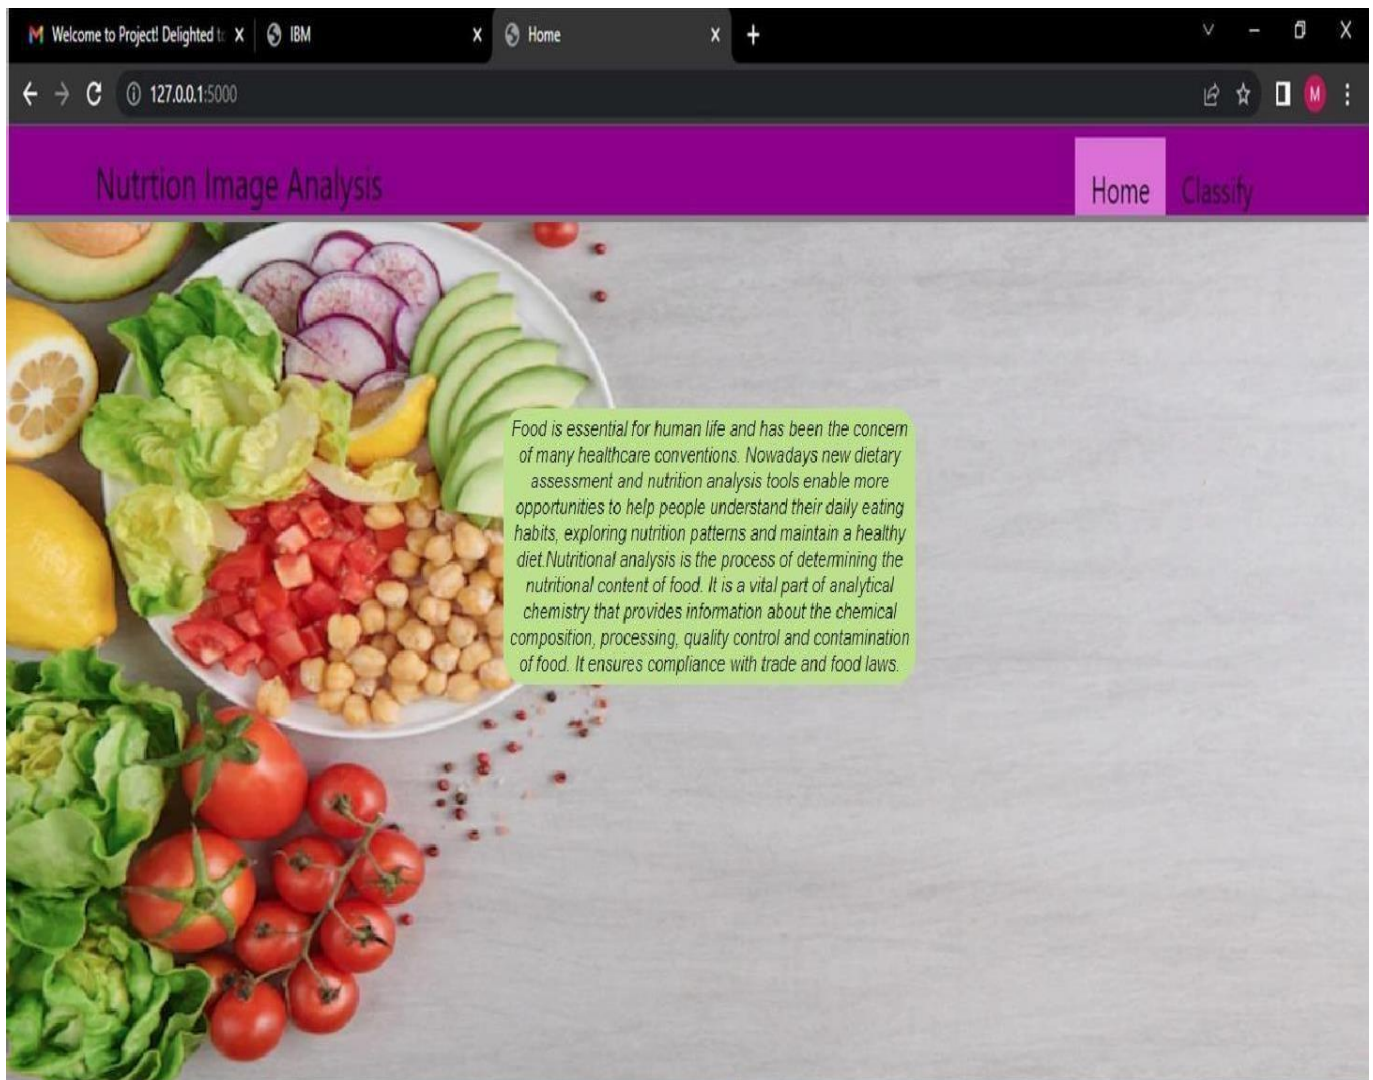 Welcome to Project! Delighted t
IBM
Home
127.0.0.1:5000
M
Nutrtion Image Analysis
Home
Classify
Food is essential for human life and has been the concern
of many healthcare conventions. Nowadays new dietary
assessment and nutrition analysis tools enable more
opportunities to help people understand their daily eating
habits, exploring nutrition patterns and maintain a healthy
diet.Nutritional analysis is the process of determining the
nutritional content of food. It is a vital part of analytical
chemistry that provides information about the chemical
composition, processing, quality control and contamination
of food. It ensures compliance with trade and food laws.